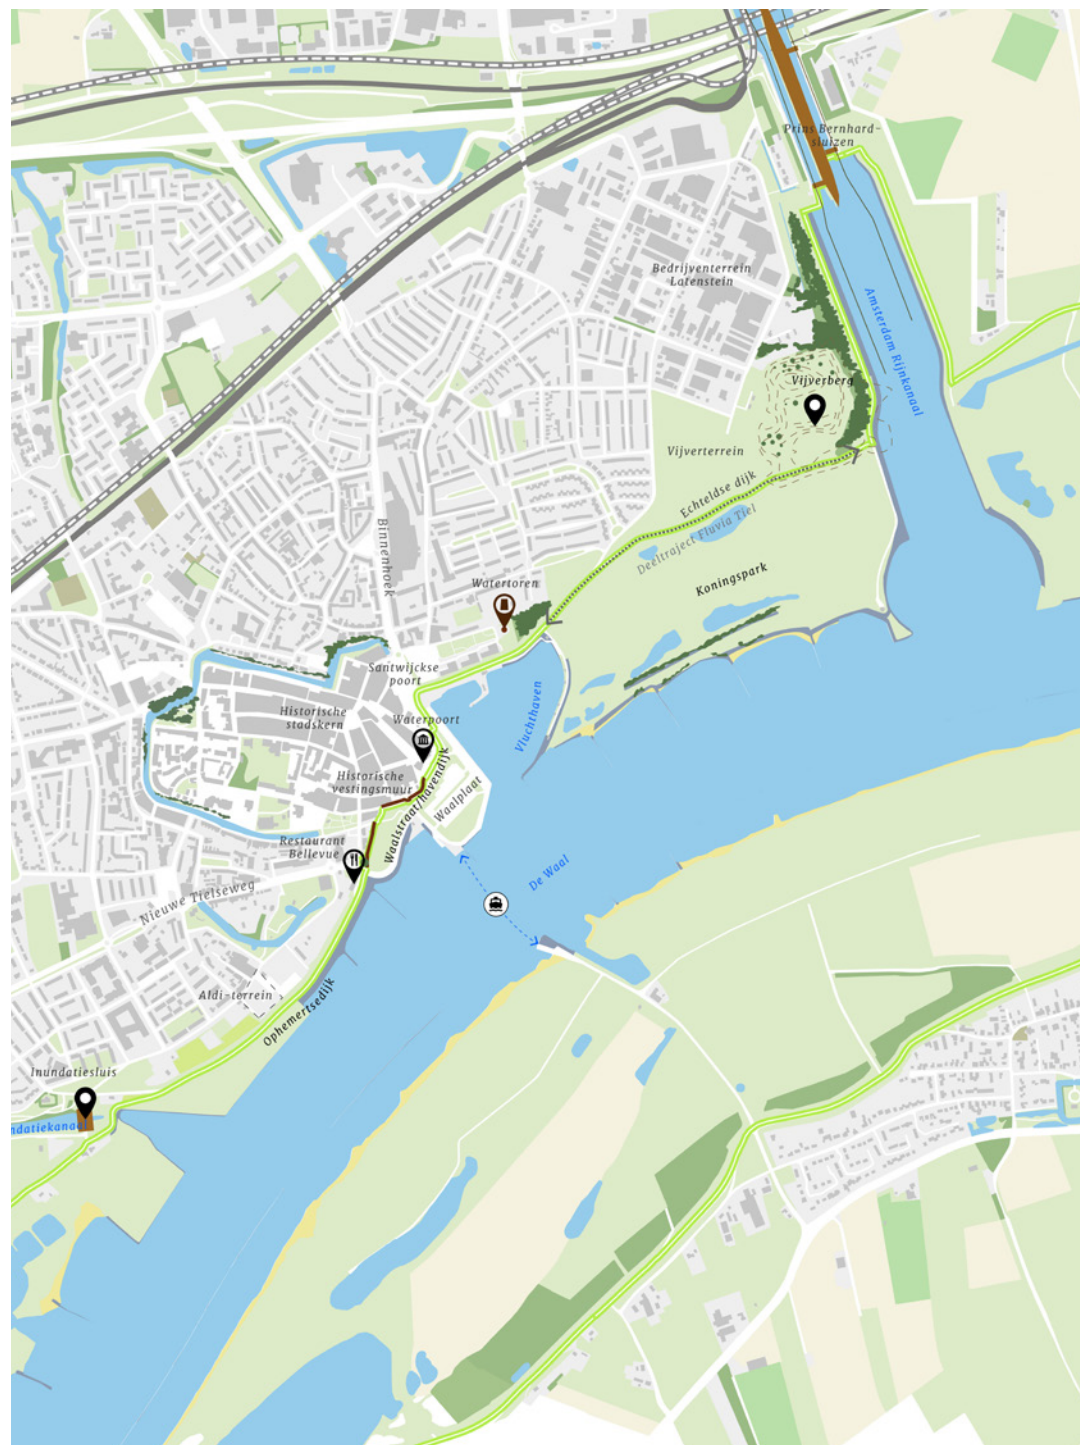 Prins Bernhard-
sluizen
Bedrijventerrein
Latenstein
Amsterdam Rijnkanaal
Vijverberg
Vijverterrein
Echteldse dijk
Deeltraject Fluvia Tiel
Binnenhoek
Koningspark
Watertoren
Santwijckse
poort
Vluchthaven
Historische
stadskern
Waterpoort
Historische
vestingsmuur
Waalstraat/havendijk
Waalplaat
Restaurant
Bellevue
De Waal
Nieuwe Tielseweg
Aldi-terrein
Ophemertsedijk
Inundatiesluis
ndatiekanaal